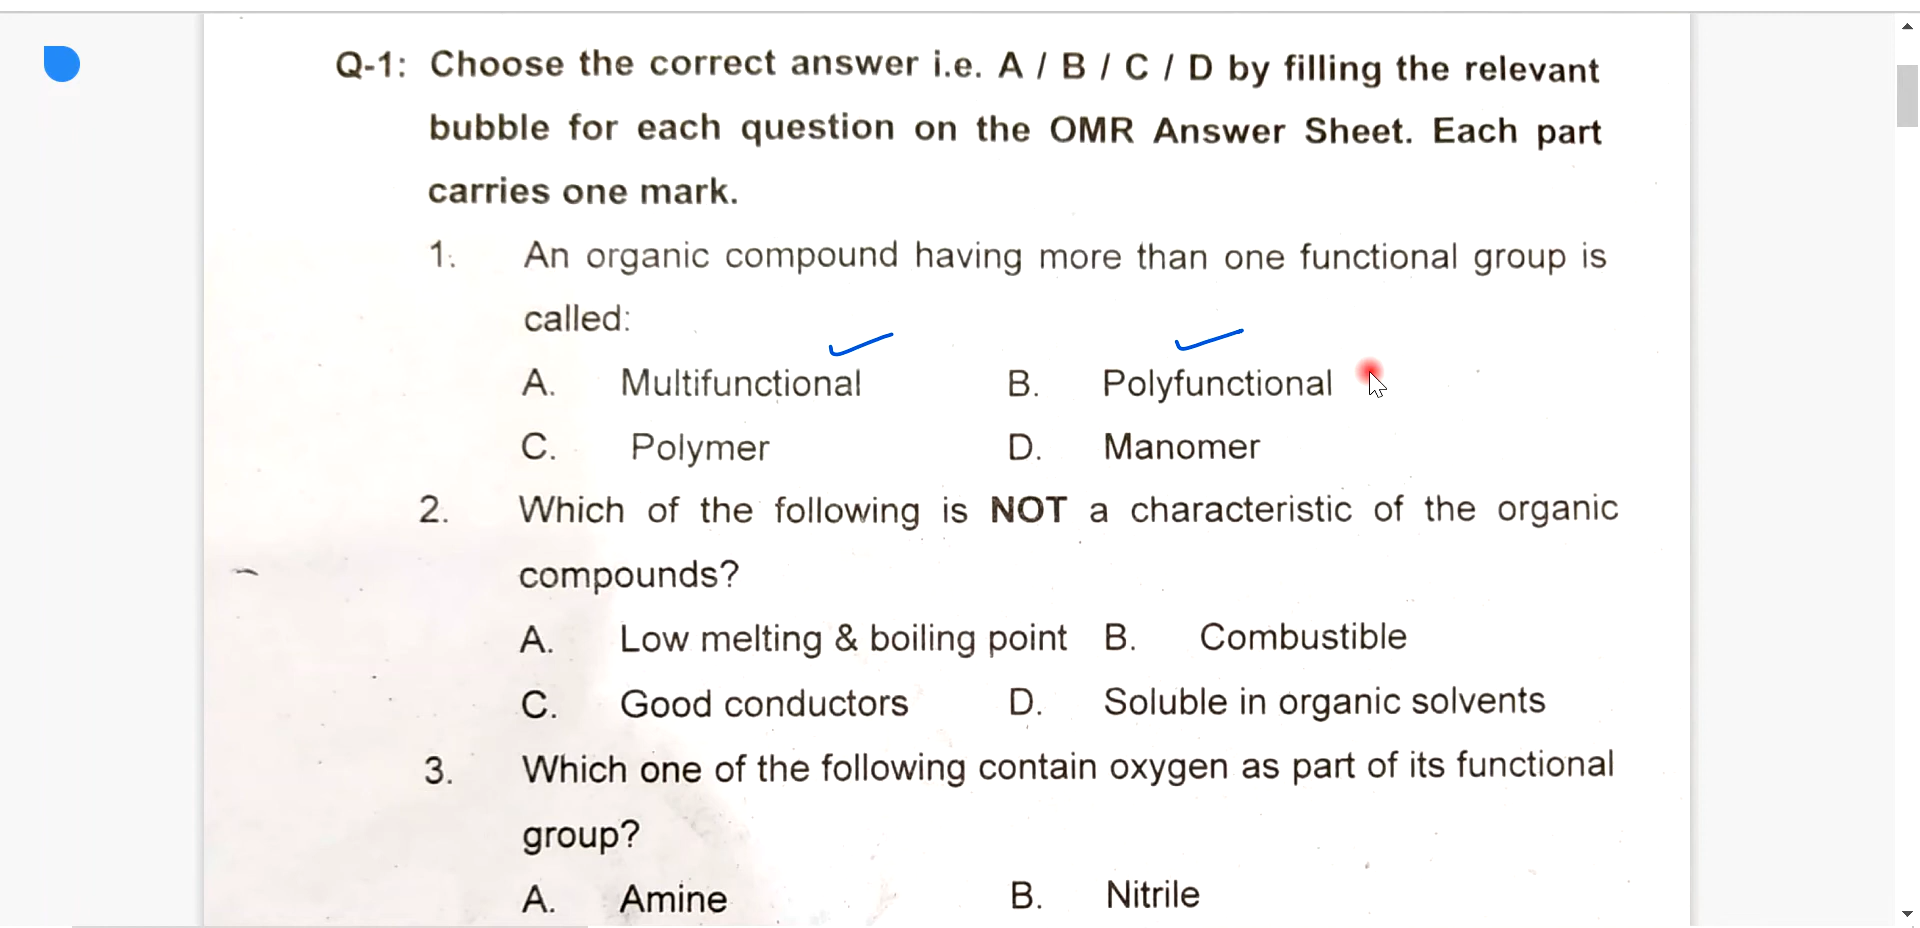 Q-1: Choose the correct answer i.e. A / B / C / D by filling the relevant
bubble for each question on the OMR Answer Sheet. Each part
carries one mark.
1. An organic compound having more than one functional group is
called:
A. Multifunctional B. Polyfunctional
C. Polymer D. Manomer
2. Which of the following is NOT a characteristic of the organic
compounds?
A. Low melting & boiling point B. Combustible
C. Good conductors D. Soluble in organic solvents
3. Which one of the following contain oxygen as part of its functional
group?
A. Amine B. Nitrile